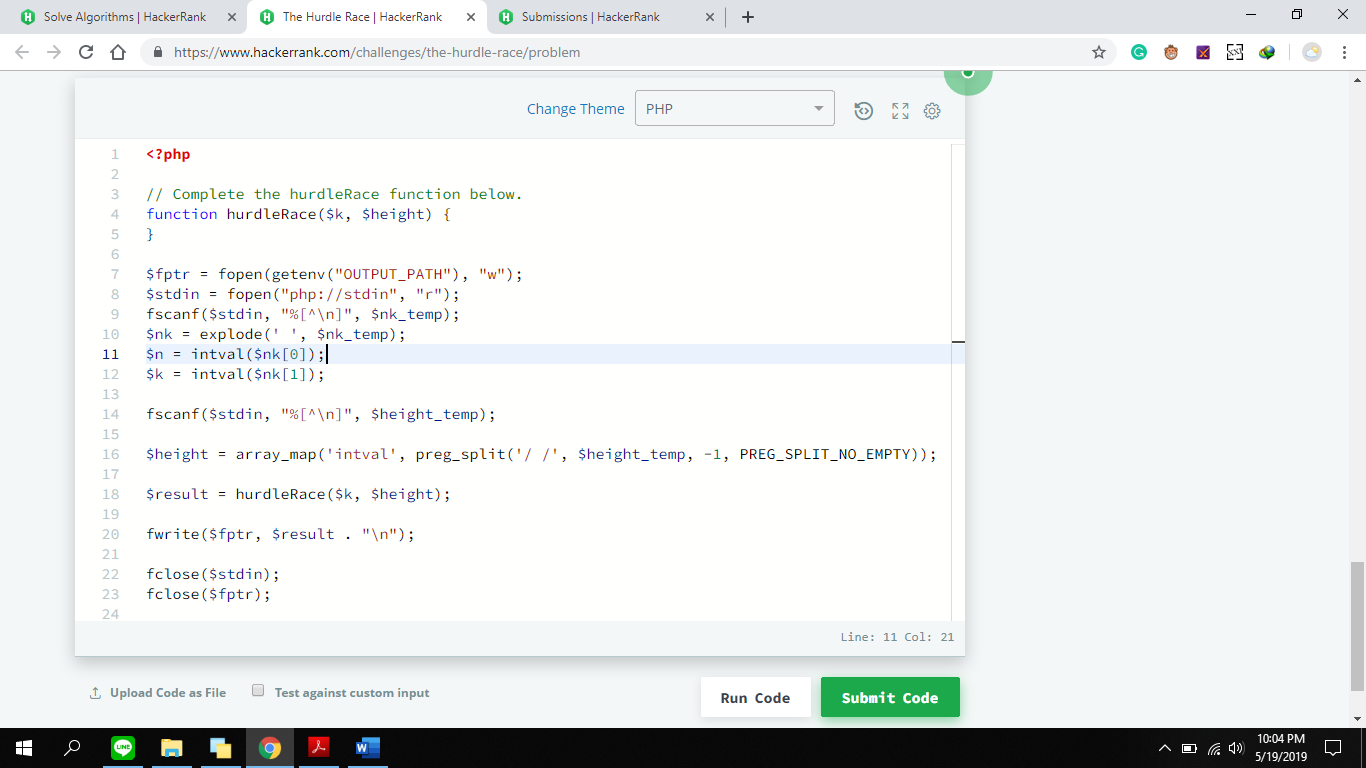 Solve Algorithms | HackerRank
The Hurdle Race | HackerRank
Submissions | HackerRank
https://www.hackerrank.com/challenges/the-hurdle-race/problem
Change Theme
PHP
1 <?php
2
3 // Complete the hurdleRace function below.
4 function hurdleRace($k, $height) {
5 }
6
7 $fptr = fopen(getenv("OUTPUT_PATH"), "w");
8 $stdin = fopen("php://stdin", "r");
9 fscanf($stdin, "%[^\n]", $nk_temp);
10 $nk = explode(' ', $nk_temp);
11 $n = intval($nk[0]);
12 $k = intval($nk[1]);
13
14 fscanf($stdin, "%[^\n]", $height_temp);
15
16 $height = array_map('intval', preg_split('/ /', $height_temp, -1, PREG_SPLIT_NO_EMPTY));
17
18 $result = hurdleRace($k, $height);
19
20 fwrite($fptr, $result . "\n");
21
22 fclose($stdin);
23 fclose($fptr);
24
Line: 11 Col: 21
Upload Code as File
Test against custom input
Run Code
Submit Code
LINE
W
10:04 PM
5/19/2019